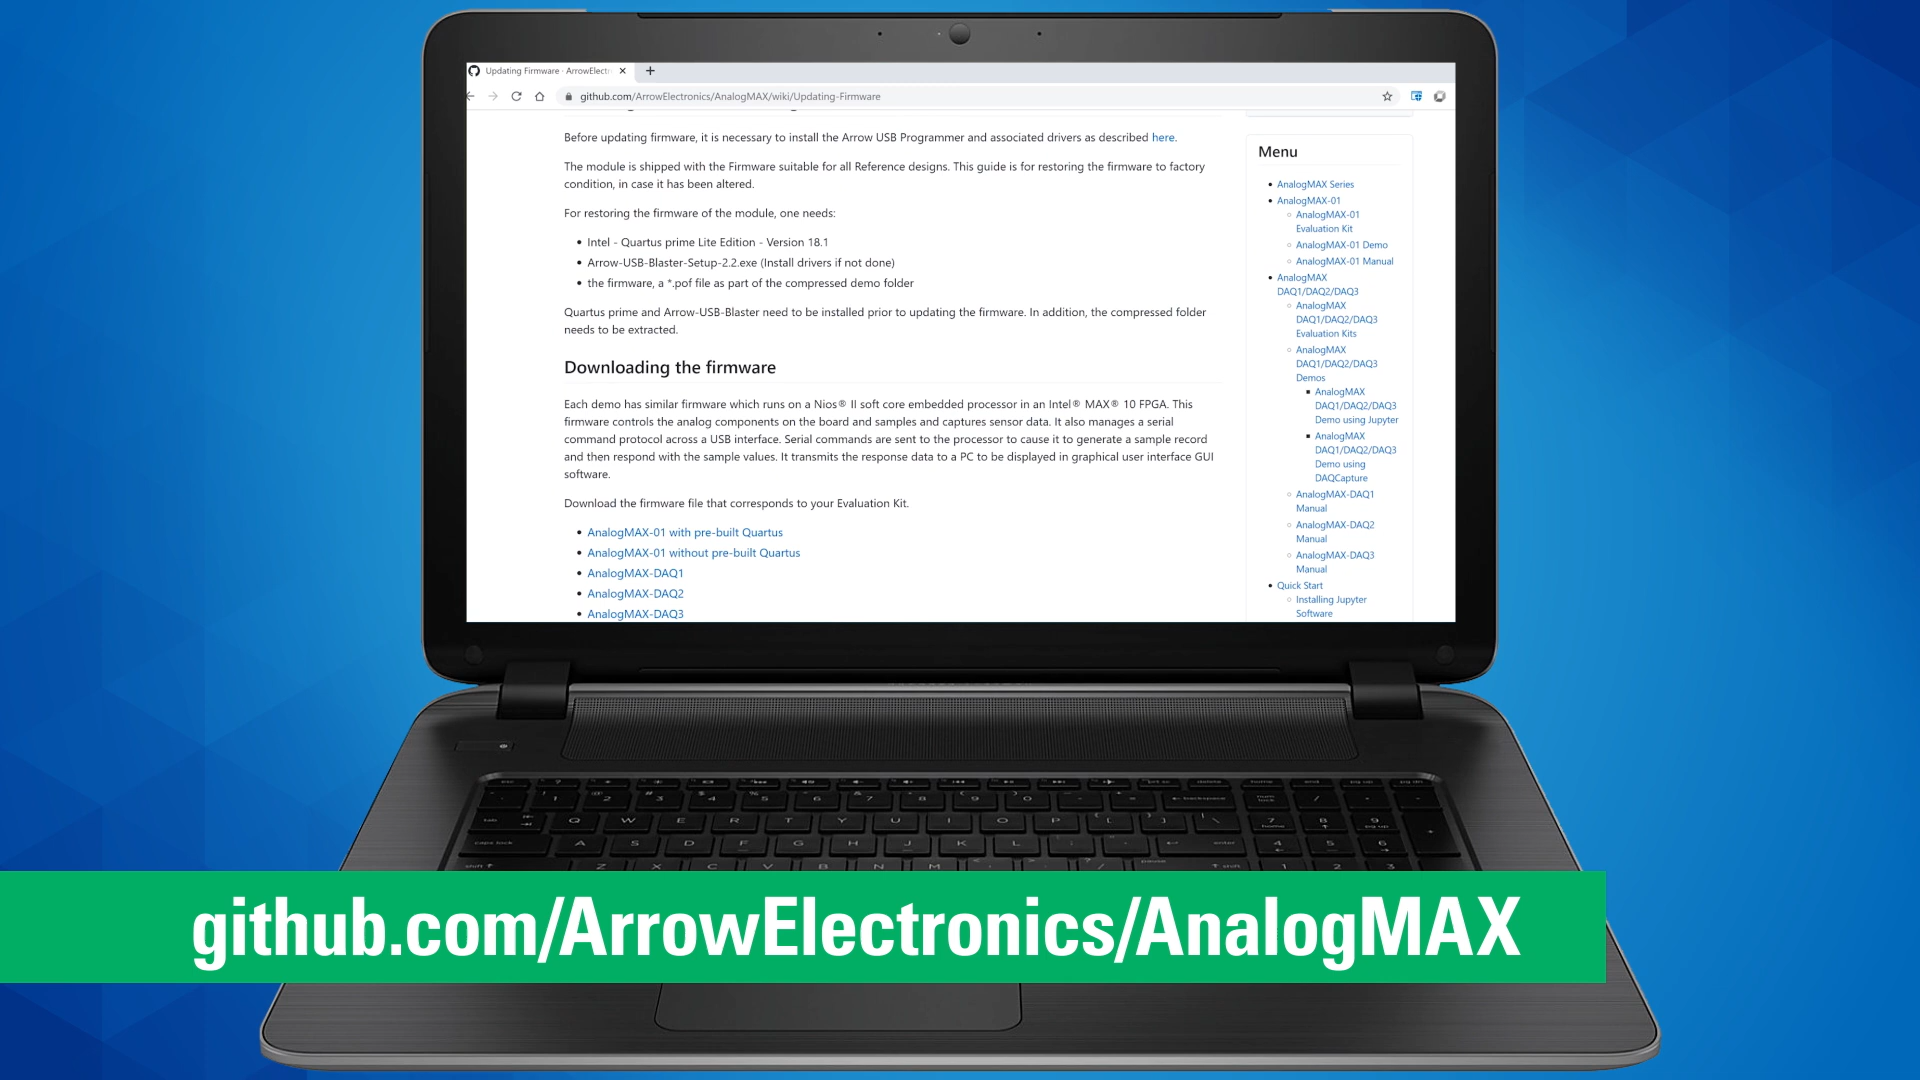 Updating Firmware · ArrowElectr
github.com/ArrowElectronics/AnalogMAX/wiki/Updating-Firmware
Before updating firmware, it is necessary to install the Arrow USB Programmer and associated drivers as described here.
The module is shipped with the Firmware suitable for all Reference designs. This guide is for restoring the firmware to factory
condition, in case it has been altered.
For restoring the firmware of the module, one needs:
• Intel - Quartus prime Lite Edition - Version 18.1
• Arrow-USB-Blaster-Setup-2.2.exe (Install drivers if not done)
• the firmware, a *.pof file as part of the compressed demo folder
Quartus prime and Arrow-USB-Blaster need to be installed prior to updating the firmware. In addition, the compressed folder
needs to be extracted.
Downloading the firmware
Each demo has similar firmware which runs on a Nios® II soft core embedded processor in an Intel® MAX® 10 FPGA. This
firmware controls the analog components on the board and samples and captures sensor data. It also manages a serial
command protocol across a USB interface. Serial commands are sent to the processor to cause it to generate a sample record
and then respond with the sample values. It transmits the response data to a PC to be displayed in graphical user interface GUI
software.
Download the firmware file that corresponds to your Evaluation Kit.
• AnalogMAX-01 with pre-built Quartus
• AnalogMAX-01 without pre-built Quartus
• AnalogMAX-DAQ1
• AnalogMAX-DAQ2
• AnalogMAX-DAQ3
Menu
• AnalogMAX Series
• AnalogMAX-01
◦ AnalogMAX-01
Evaluation Kit
◦ AnalogMAX-01 Demo
◦ AnalogMAX-01 Manual
• AnalogMAX
DAQ1/DAQ2/DAQ3
◦ AnalogMAX
DAQ1/DAQ2/DAQ3
Evaluation Kits
◦ AnalogMAX
DAQ1/DAQ2/DAQ3
Demos
▪ AnalogMAX
DAQ1/DAQ2/DAQ3
Demo using Jupyter
▪ AnalogMAX
DAQ1/DAQ2/DAQ3
Demo using
DAQCapture
◦ AnalogMAX-DAQ1
Manual
◦ AnalogMAX-DAQ2
Manual
◦ AnalogMAX-DAQ3
Manual
• Quick Start
◦ Installing Jupyter
Software
github.com/ArrowElectronics/AnalogMAX